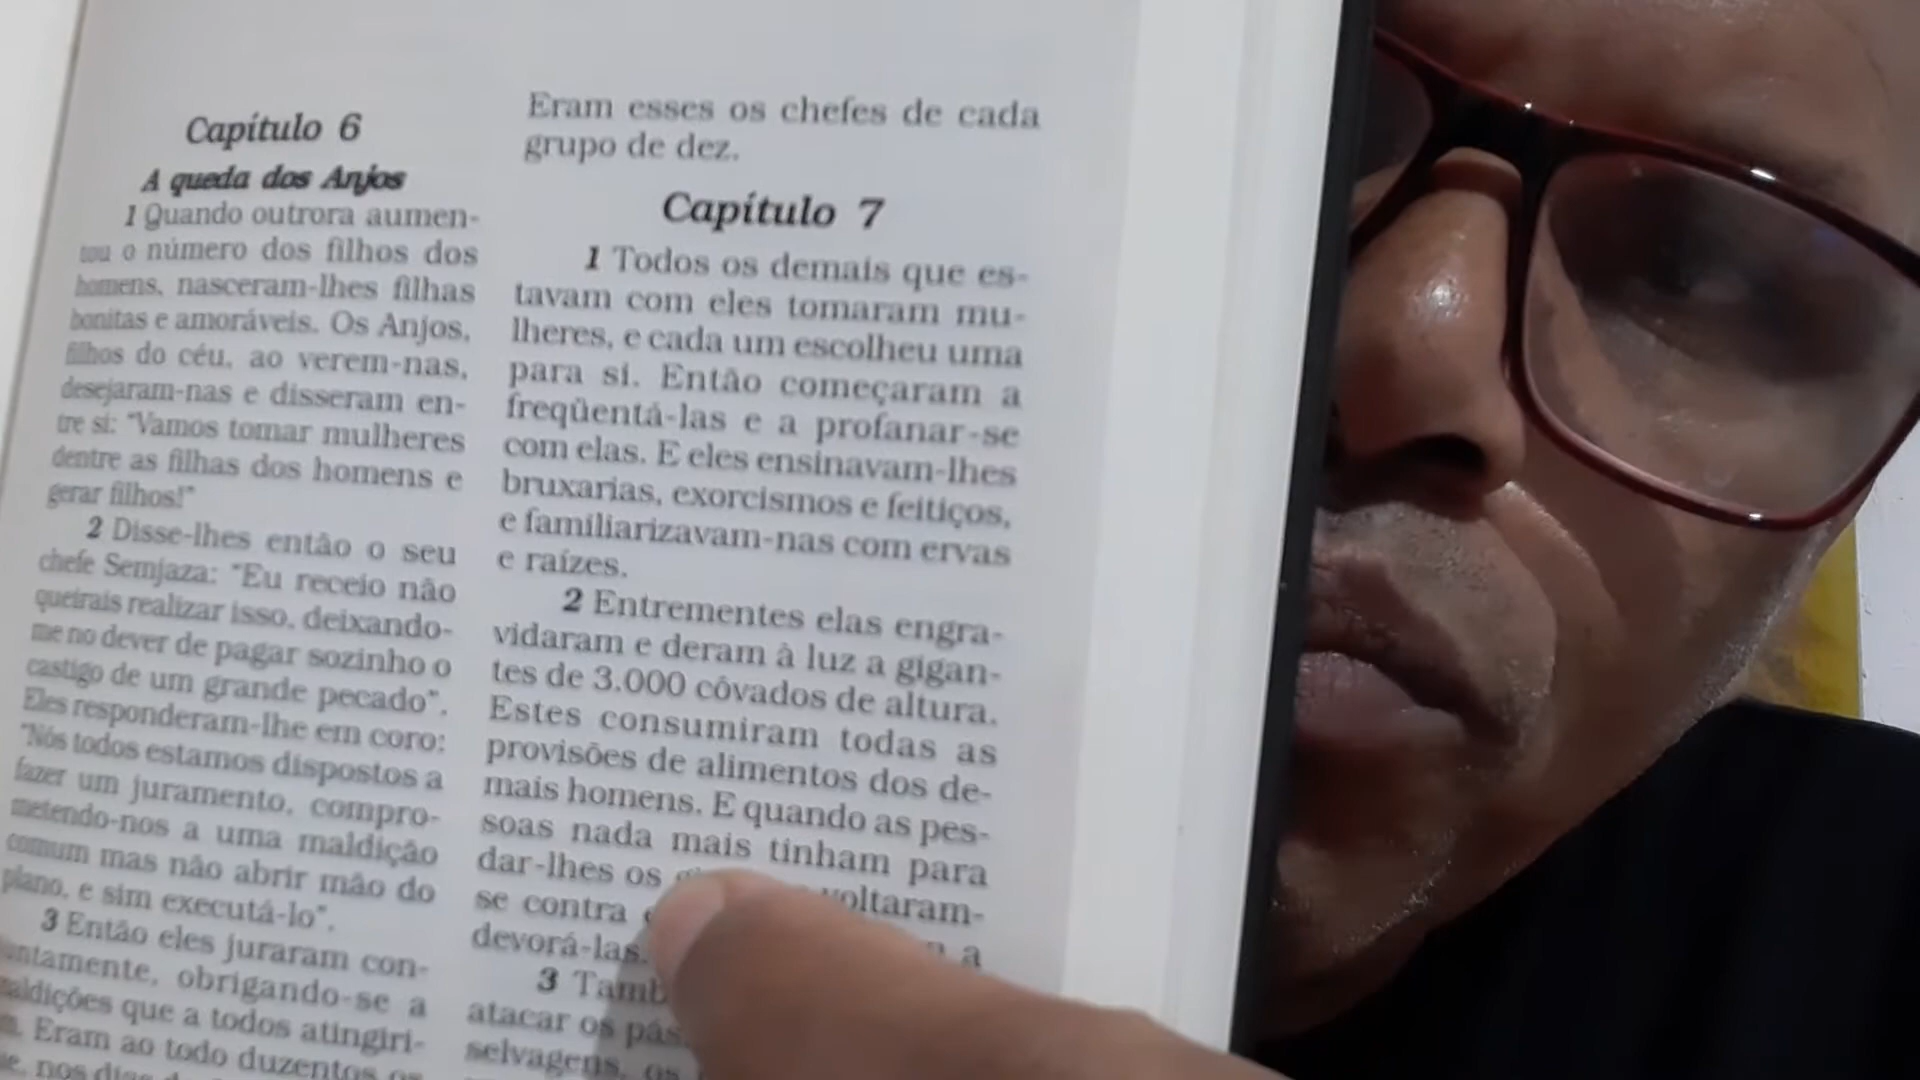 Capítulo 6
A queda dos Anjos
1 Quando outrora aumen-
tou o número dos filhos dos
homens, nasceram-lhes filhas
bonitas e amoráveis. Os Anjos,
filhos do céu, ao verem-nas,
desejaram-nas e disseram en-
tre si: "Vamos tomar mulheres
dentre as filhas dos homens e
gerar filhos!"
2 Disse-lhes então o seu
chefe Semjaza: "Eu receio não
queirais realizar isso, deixando-
me no dever de pagar sozinho o
castigo de um grande pecado".
Eles responderam-lhe em coro:
"Nós todos estamos dispostos a
fazer um juramento, compro-
metendo-nos a uma maldição
comum mas não abrir mão do
plano, e sim executá-lo".
3 Então eles juraram con-
juntamente, obrigando-se a
maldições que a todos atingiri-
Eram ao todo duzentos os
nos dias
Eram esses os chefes de cada
grupo de dez.
Capítulo 7
1 Todos os demais que es-
tavam com eles tomaram mu-
lheres, e cada um escolheu uma
para si. Então começaram a
freqüentá-las e a profanar-se
com elas. E eles ensinavam-lhes
bruxarias, exorcismos e feitiços,
e familiarizavam-nas com ervas
e raízes.
2 Entrementes elas engra-
vidaram e deram à luz a gigan-
tes de 3.000 côvados de altura.
Estes consumiram todas as
provisões de alimentos dos de-
mais homens. E quando as pes-
soas nada mais tinham para
dar-lhes os voltaram-
se contra a
devorá-las.
3 Tamb
atacar os pás
selvagens, os